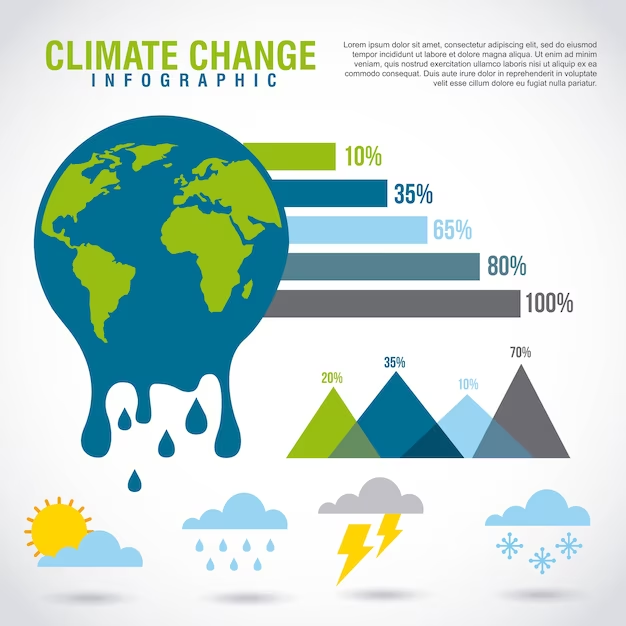 CLIMATE CHANGE
INFOGRAPHIC
Lorem ipsum dolor sit amet, consectetur adipiscing elit, sed do eiusmod
tempor incididunt ut labore et dolore magna aliqua. Ut enim ad minim
veniam, quis nostrud exercitation ullamco laboris nisi ut aliquip ex ea
commodo consequat. Duis aute irure dolor in reprehenderit in voluptate
velit esse cillum dolore eu fugiat nulla pariatur.
10%
35%
65%
80%
100%
20%
35%
10%
70%